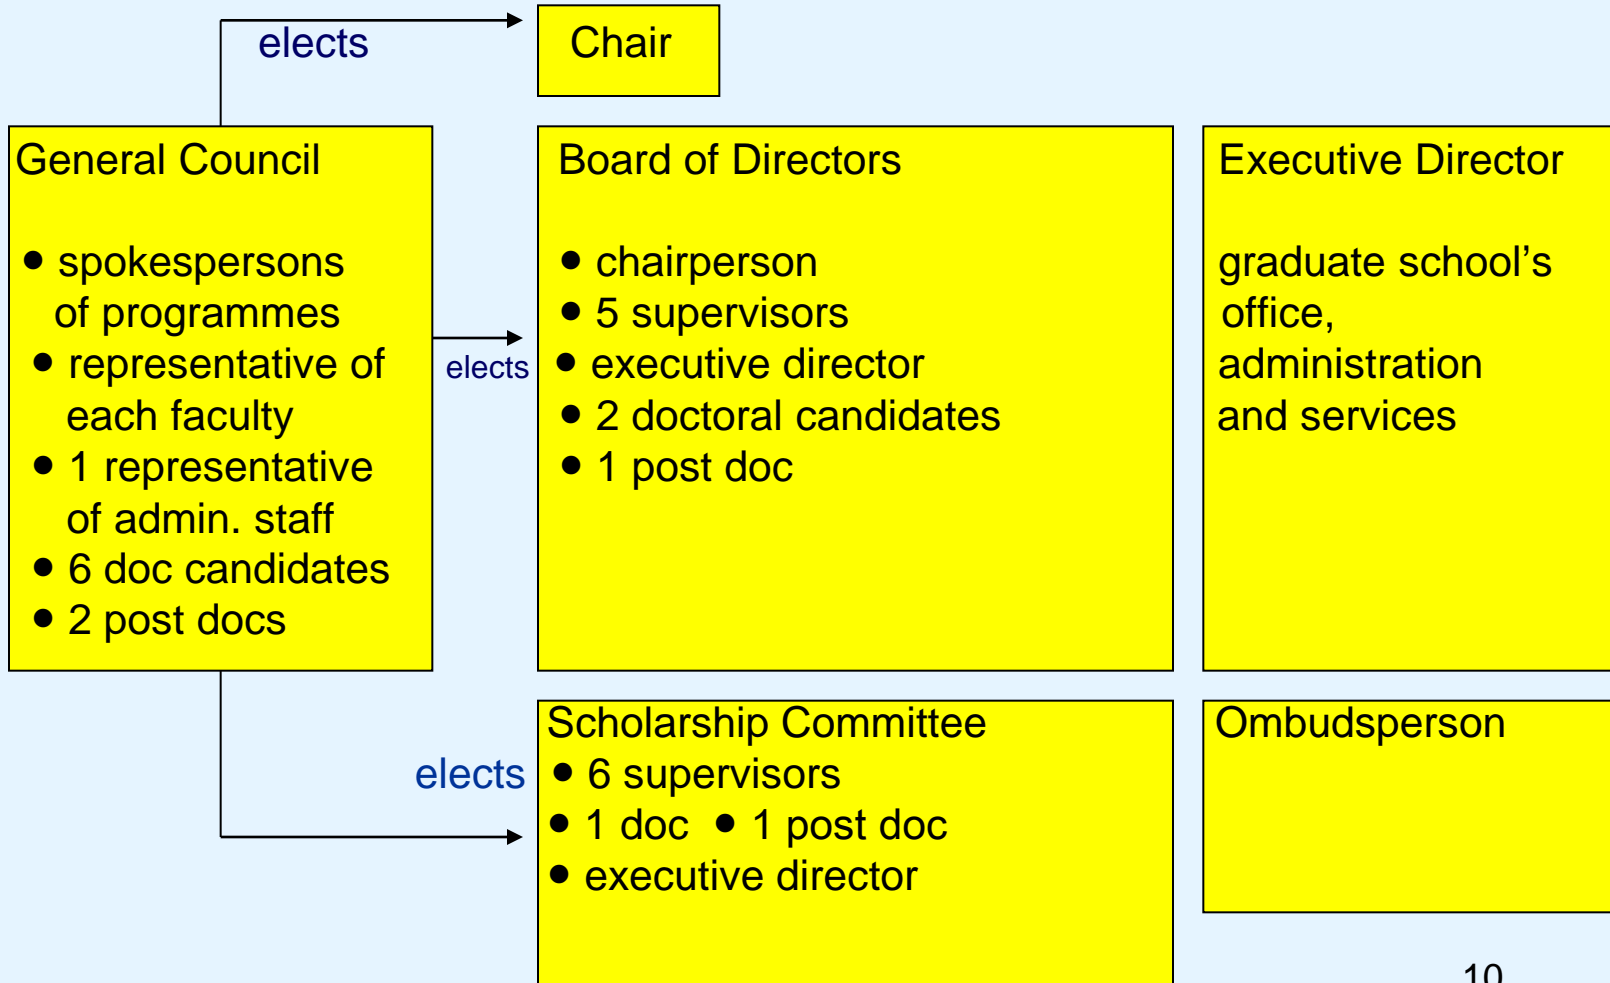 elects
Chair
General Council
• spokespersons
of programmes
• representative of
each faculty
• 1 representative
of admin. staff
• 6 doc candidates
• 2 post docs
elects
Board of Directors
• chairperson
• 5 supervisors
• executive director
• 2 doctoral candidates
• 1 post doc
Executive Director
graduate school’s
office,
administration
and services
elects
Scholarship Committee
• 6 supervisors
• 1 doc • 1 post doc
• executive director
Ombudsperson
10